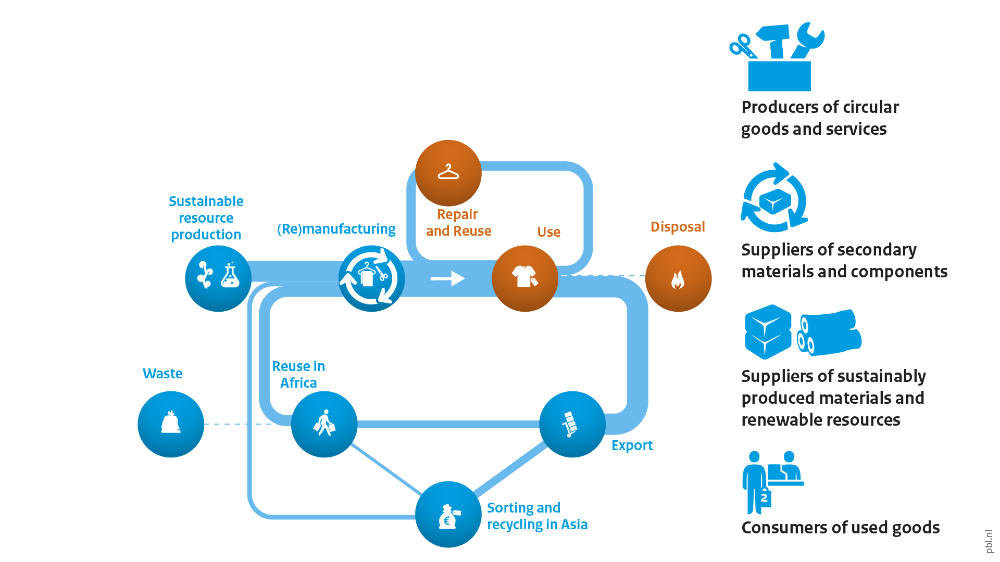 Sustainable
resource
production
(Re)manufacturing
Repair
and Reuse
Use
Disposal
Waste
Reuse in
Africa
Export
€
Sorting and
recycling in Asia
Producers of circular
goods and services
Suppliers of secondary
materials and components
Suppliers of sustainably
produced materials and
renewable resources
2
Consumers of used goods
pbl.nl